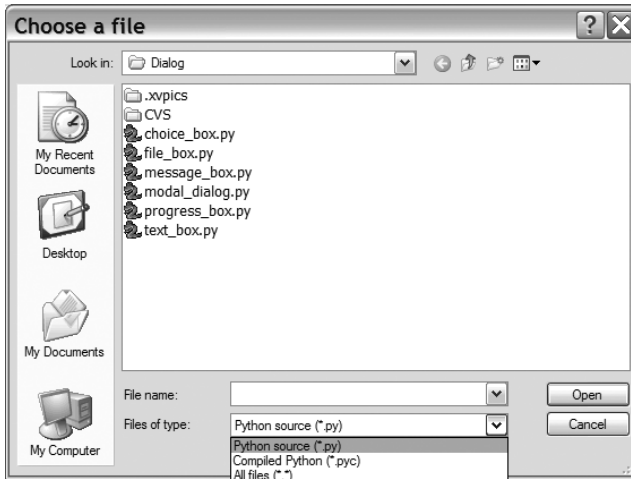 Choose a file
Look in: Dialog
.xvpics
CVS
choice_box.py
file_box.py
message_box.py
modal_dialog.py
progress_box.py
text_box.py
My Recent
Documents
Desktop
My Documents
My Computer
File name:
Open
Files of type: Python source (*.py)
Cancel
Python source (*.py)
Compiled Python (*.pyc)
All files (*.*)